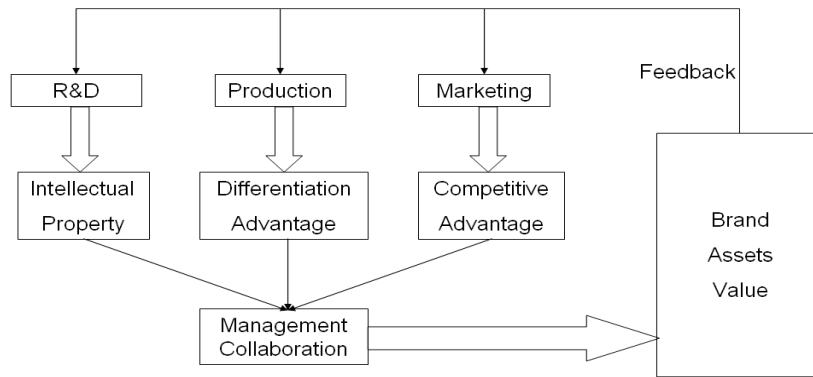 Feedback
R&D
Production
Marketing
Intellectual
Property
Differentiation
Advantage
Competitive
Advantage
Brand
Assets
Value
Management
Collaboration